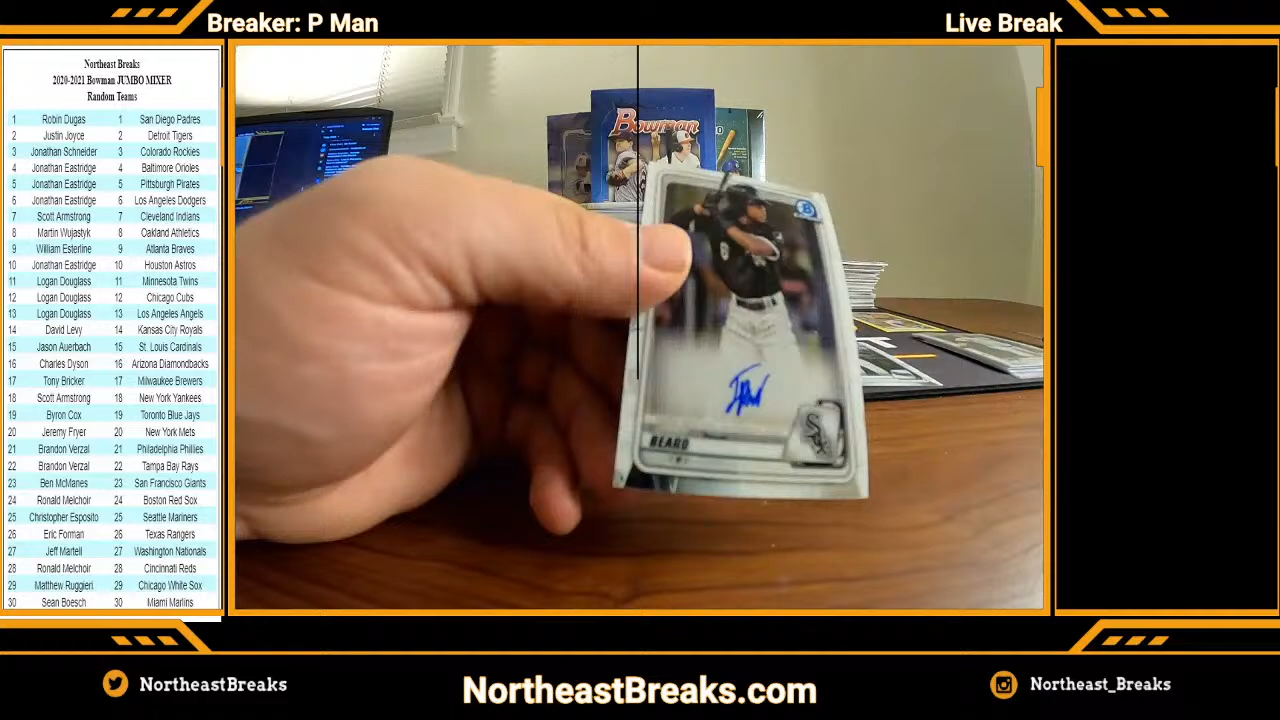 Breaker: P Man
Live Break
Northeast Breaks
2020-2021 Bowman JUMBO MIXER
Random Teams
1 Robin Dugas 1 San Diego Padres
2 Justin Joyce 2 Detroit Tigers
3 Jonathan Schneider 3 Colorado Rockies
4 Jonathan Eastridge 4 Baltimore Orioles
5 Jonathan Eastridge 5 Pittsburgh Pirates
6 Jonathan Eastridge 6 Los Angeles Dodgers
7 Scott Armstrong 7 Cleveland Indians
8 Martin Wujastyk 8 Oakland Athletics
9 William Esterline 9 Atlanta Braves
10 Jonathan Eastridge 10 Houston Astros
11 Logan Douglass 11 Minnesota Twins
12 Logan Douglass 12 Chicago Cubs
13 Logan Douglass 13 Los Angeles Angels
14 David Levy 14 Kansas City Royals
15 Jason Auerbach 15 St. Louis Cardinals
16 Charles Dyson 16 Arizona Diamondbacks
17 Tony Bricker 17 Milwaukee Brewers
18 Scott Armstrong 18 New York Yankees
19 Byron Cox 19 Toronto Blue Jays
20 Jeremy Fryer 20 New York Mets
21 Brandon Verzal 21 Philadelphia Phillies
22 Brandon Verzal 22 Tampa Bay Rays
23 Ben McManes 23 San Francisco Giants
24 Ronald Melchoir 24 Boston Red Sox
25 Christopher Esposito 25 Seattle Mariners
26 Eric Forman 26 Texas Rangers
27 Jeff Martell 27 Washington Nationals
28 Ronald Melchoir 28 Cincinnati Reds
29 Matthew Ruggieri 29 Chicago White Sox
30 Sean Boesch 30 Miami Marlins
Bowman
BEARD
SOX
NortheastBreaks
NortheastBreaks.com
Northeast_Breaks